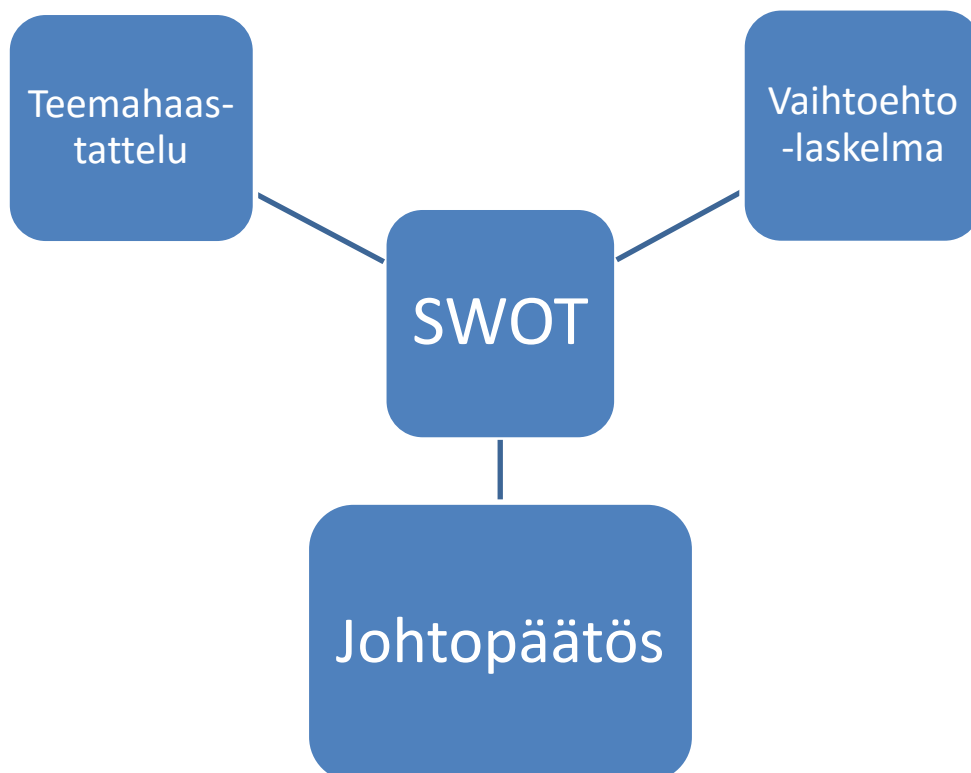 Teemahaas-
tattelu
Vaihtoehto
-laskelma
SWOT
Johtopäätös